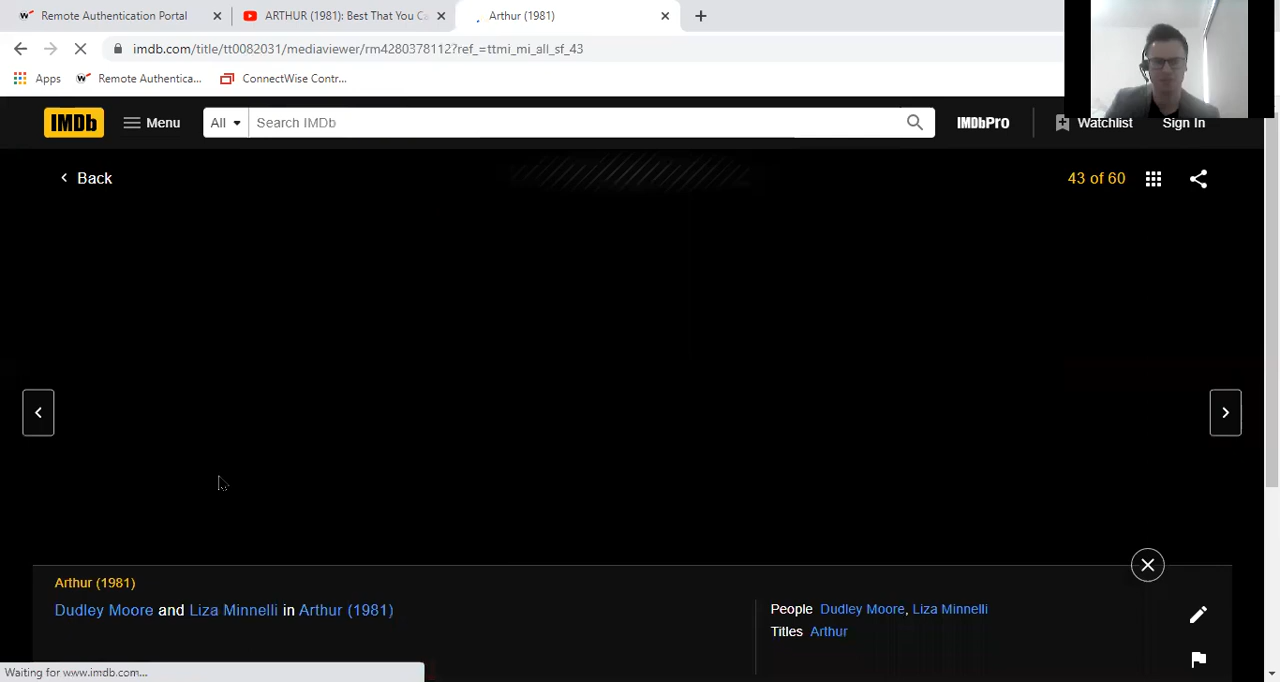 Remote Authentication Portal
ARTHUR (1981): Best That You Ca
Arthur (1981)
imdb.com/title/tt0082031/mediaviewer/rm4280378112?ref_=ttmi_mi_all_sf_43
Apps
Remote Authentica...
ConnectWise Contr...
IMDb
Menu
All
Search IMDb
IMDbPro
Watchlist
Sign In
Back
43 of 60
Arthur (1981)
Dudley Moore and Liza Minnelli in Arthur (1981)
People Dudley Moore, Liza Minnelli
Titles Arthur
Waiting for www.imdb.com...